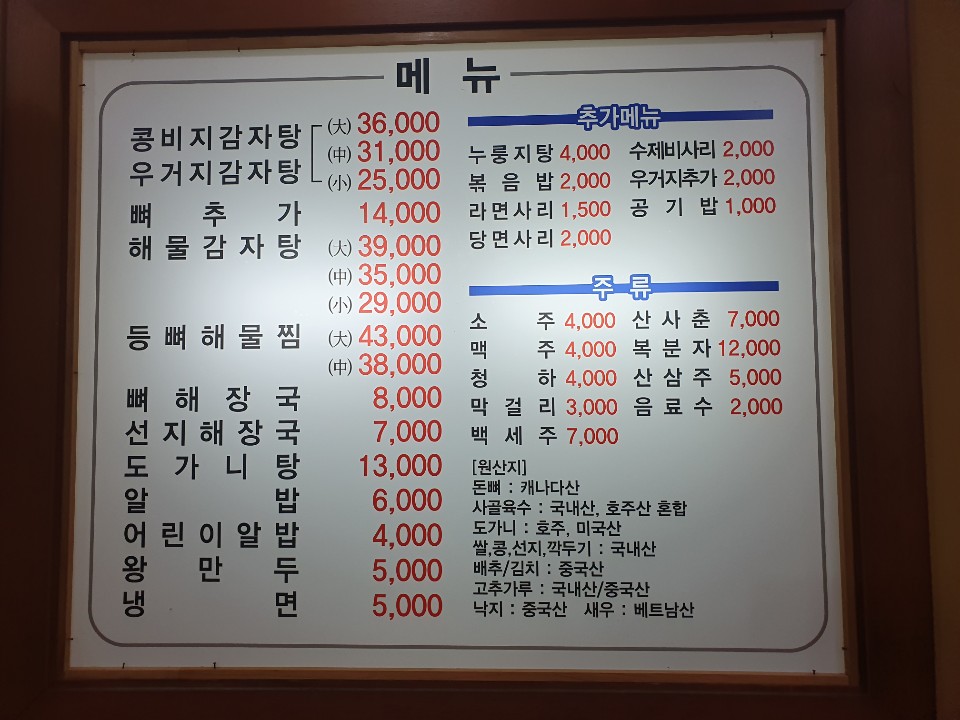 메 뉴
콩비지감자탕 (大) 36,000
(中) 31,000
우거지감자탕 (小) 25,000
뼈 추 가 14,000
해물감자탕 (大) 39,000
(中) 35,000
(小) 29,000
등뼈해물찜 (大) 43,000
(中) 38,000
뼈해장국 8,000
선지해장국 7,000
도가니탕 13,000
알 밥 6,000
어린이알밥 4,000
왕 만 두 5,000
냉 면 5,000
추가메뉴
누룽지탕 4,000 수제비사리 2,000
볶음밥 2,000 우거지추가 2,000
라면사리 1,500 공기밥 1,000
당면사리 2,000
주 류
소 주 4,000 산사춘 7,000
맥 주 4,000 복분자 12,000
청 하 4,000 산삼주 5,000
막걸리 3,000 음료수 2,000
백세주 7,000
[원산지]
돈뼈 : 캐나다산
사골육수 : 국내산, 호주산 혼합
도가니 : 호주, 미국산
쌀,콩,선지,깍두기 : 국내산
배추/김치 : 중국산
고추가루 : 국내산/중국산
낙지 : 중국산 새우 : 베트남산